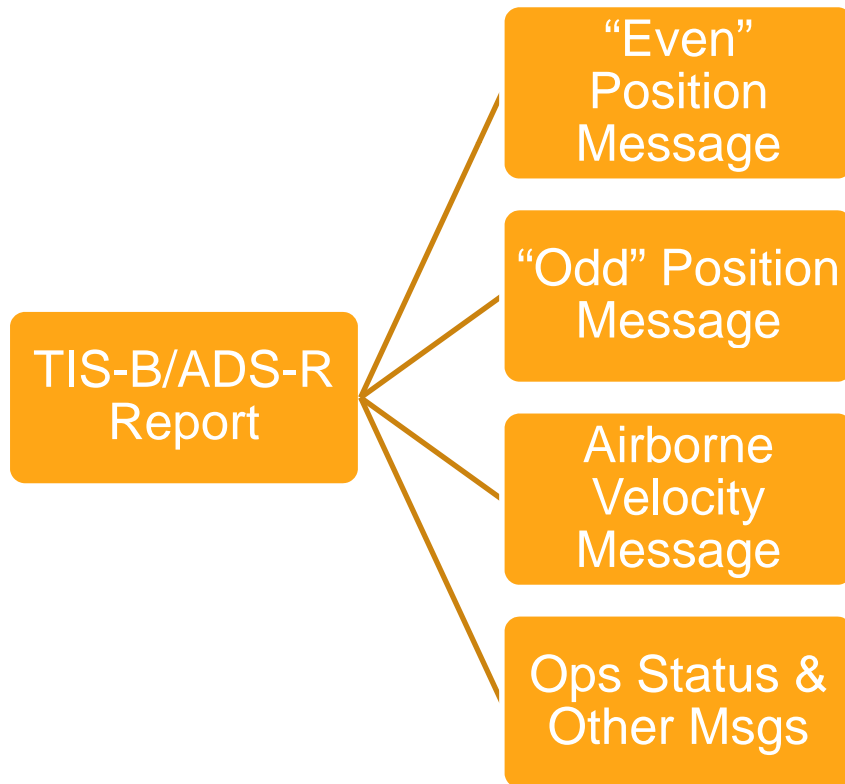 “Even”
Position
Message
“Odd” Position
Message
TIS-B/ADS-R
Report
Airborne
Velocity
Message
Ops Status &
Other Msgs